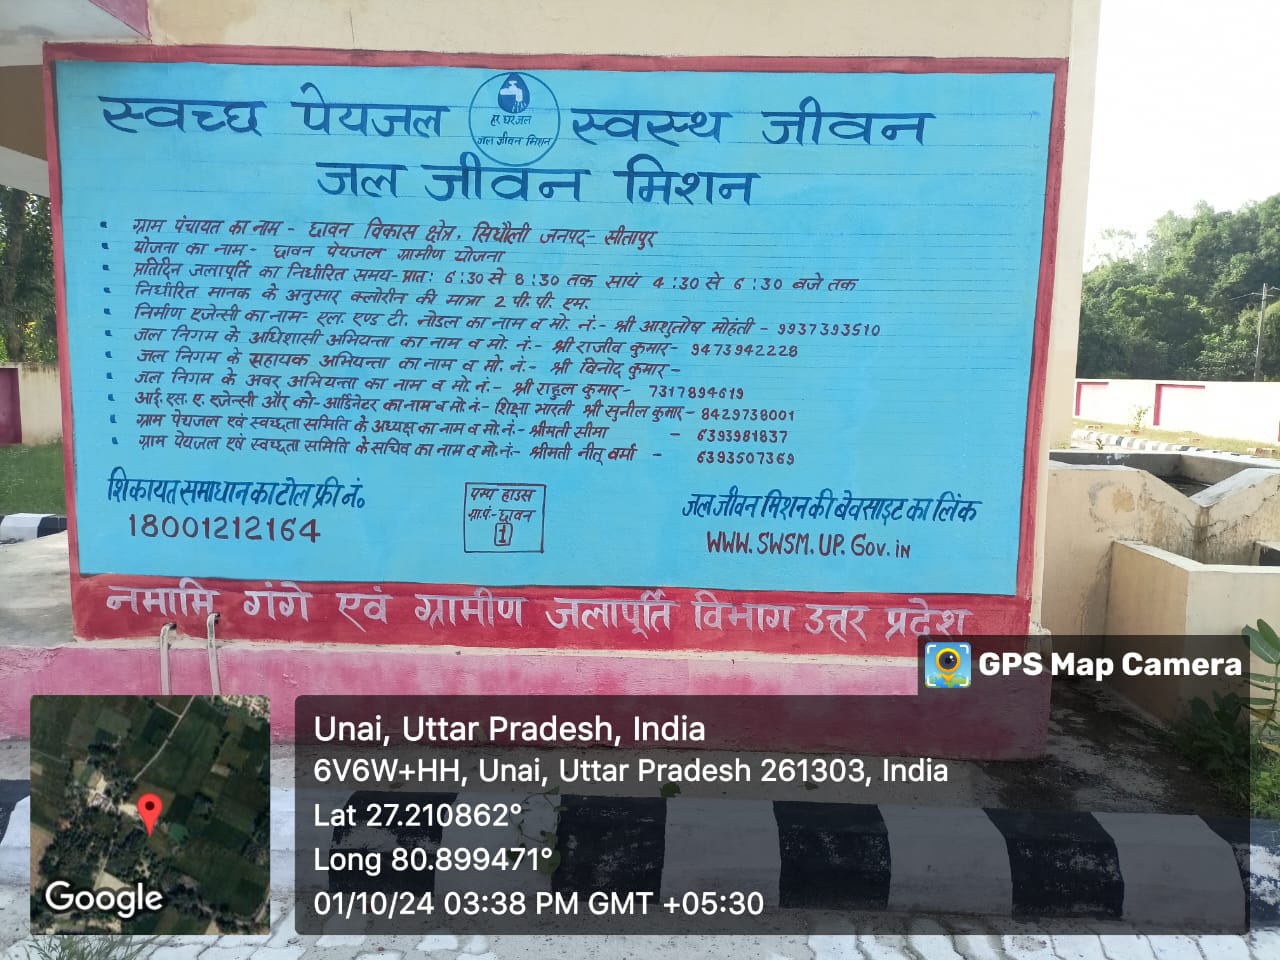 स्वच्छ पेयजल स्वस्थ जीवन
हर घर जल
जल जीवन मिशन
जल जीवन मिशन
ग्राम पंचायत का नाम - छावन विकास क्षेत्र, सिधौली जनपद- सीतापुर
योजना का नाम- छावन पेयजल ग्रामीण योजना
प्रतिदिन जलापूर्ति का निर्धारित समय- प्रातः 6:30 से 8:30 तक सायं 4:30 से 6:30 बजे तक
निर्धारित मानक के अनुसार क्लोरीन की मात्रा 2 पी. पी. एम.
निर्माण एजेन्सी का नाम- एल. एण्ड टी. नोडल का नाम व मो. नं.- श्री आशुतोष मोहंती - 9937393510
जल निगम के अधिशासी अभियन्ता का नाम व मो. नं.- श्री राजीव कुमार- 9473942228
जल निगम के सहायक अभियन्ता का नाम व मो. नं.- श्री विनोद कुमार-
जल निगम के अवर अभियन्ता का नाम व मो. नं.- श्री राहुल कुमार- 7317894619
आई. एस. ए. एजेन्सी और को-आर्डिनेटर का नाम व मो. नं.- शिक्षा भारती श्री सुनील कुमार- 8429738001
ग्राम पेयजल एवं स्वच्छता समिति के अध्यक्ष का नाम व मो. नं.- श्रीमती सीमा - 6393981837
ग्राम पेयजल एवं स्वच्छता समिति के सचिव का नाम व मो. नं.- श्रीमती नीतू वर्मा - 6393507369
शिकायत समाधान का टोल फ्री नं.
18001212164
पम्प हाउस
ग्रा.पं.- छावन
1
जल जीवन मिशन की बेवसाइट का लिंक
WWW.SWSM.UP.Gov.iN
नमामि गंगे एवं ग्रामीण जलापूर्ति विभाग उत्तर प्रदेश
GPS Map Camera
Unai, Uttar Pradesh, India
6V6W+HH, Unai, Uttar Pradesh 261303, India
Lat 27.210862°
Long 80.899471°
01/10/24 03:38 PM GMT +05:30
Google